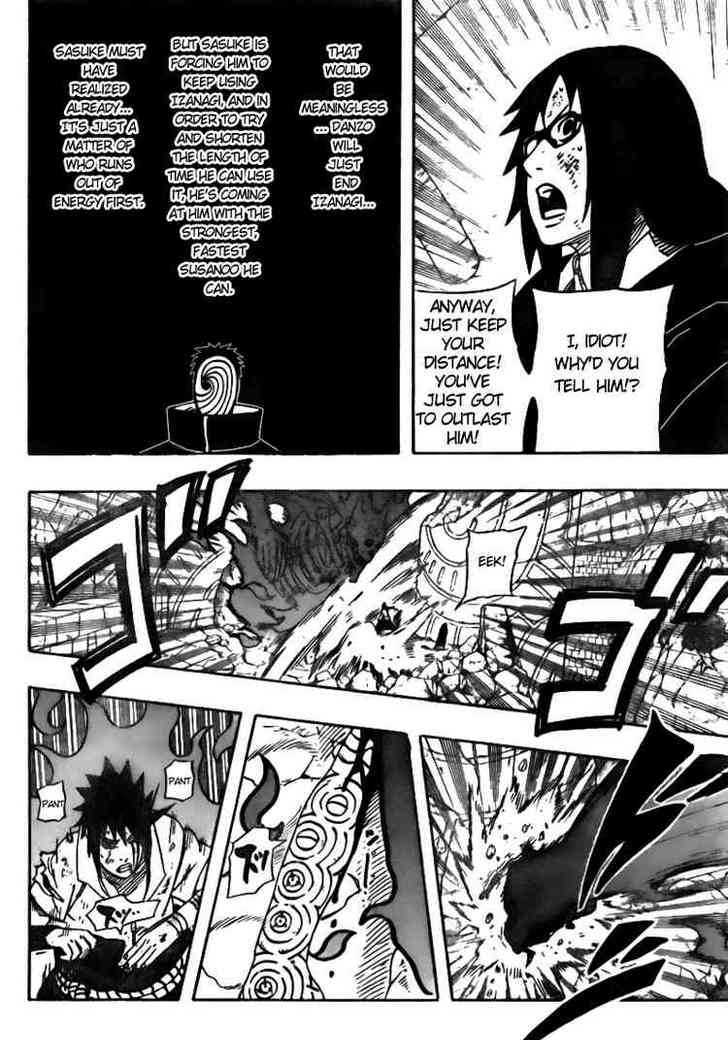 I, IDIOT!
WHY'D YOU
TELL HIM!?
ANYWAY,
JUST KEEP
YOUR
DISTANCE!
YOU'VE
JUST GOT
TO OUTLAST
HIM!
THAT
WOULD
BE
MEANINGLESS
... DANZO
WILL
JUST
END
IZANAGI...
BUT SASUKE IS
FORCING HIM TO
KEEP USING
IZANAGI, AND IN
ORDER TO TRY
AND SHORTEN
THE LENGTH OF
TIME HE CAN USE
IT, HE'S COMING
AT HIM WITH THE
STRONGEST,
FASTEST
SUSANOO HE
CAN.
SASUKE MUST
HAVE
REALIZED
ALREADY...
IT'S JUST A
MATTER OF
WHO RUNS
OUT OF
ENERGY FIRST.
ゴ
EEK!
ゴ
ズッ
PANT
PANT